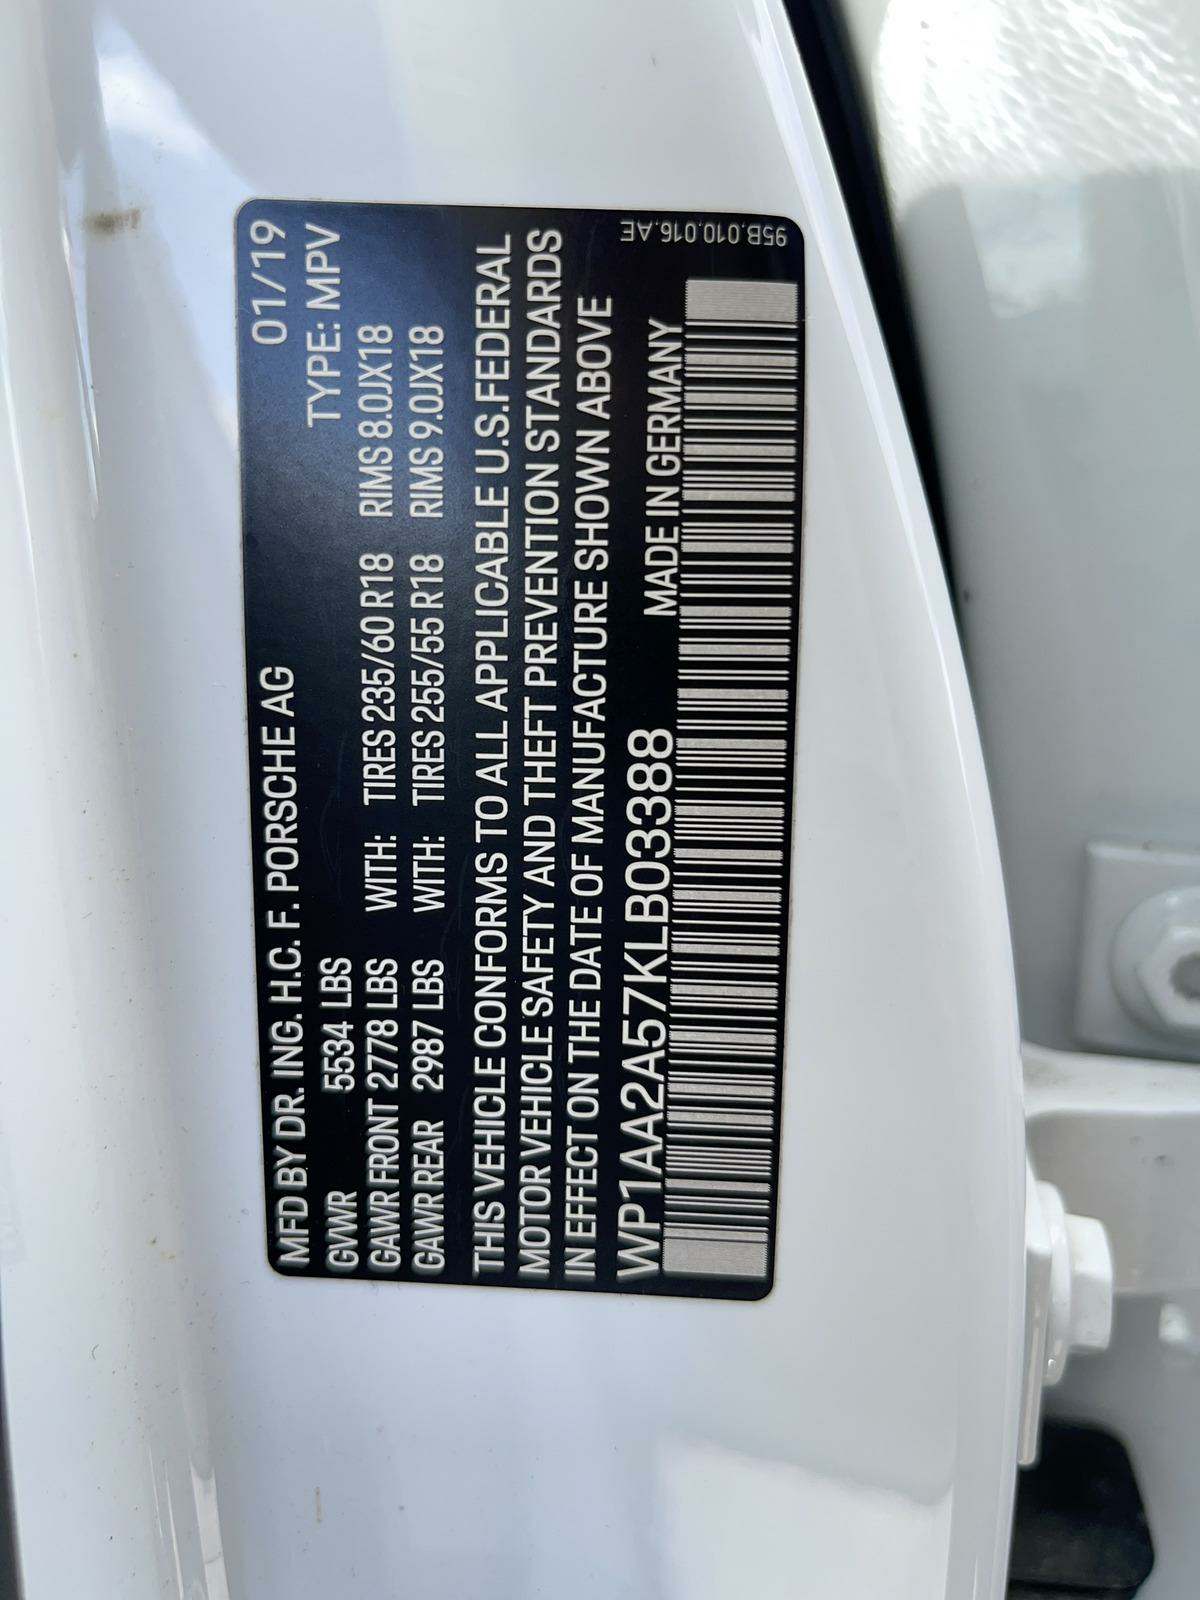 MFD BY DR. ING. H.C. F. PORSCHE AG 01/19
GVWR 5534 LBS TYPE: MPV
GAWR FRONT 2778 LBS WITH: TIRES 235/60 R18 RIMS 8.0JX18
GAWR REAR 2987 LBS WITH: TIRES 255/55 R18 RIMS 9.0JX18
THIS VEHICLE CONFORMS TO ALL APPLICABLE U.S.FEDERAL
MOTOR VEHICLE SAFETY AND THEFT PREVENTION STANDARDS
IN EFFECT ON THE DATE OF MANUFACTURE SHOWN ABOVE
WP1AA2A57KLB03388 MADE IN GERMANY
95B.010.016.AE